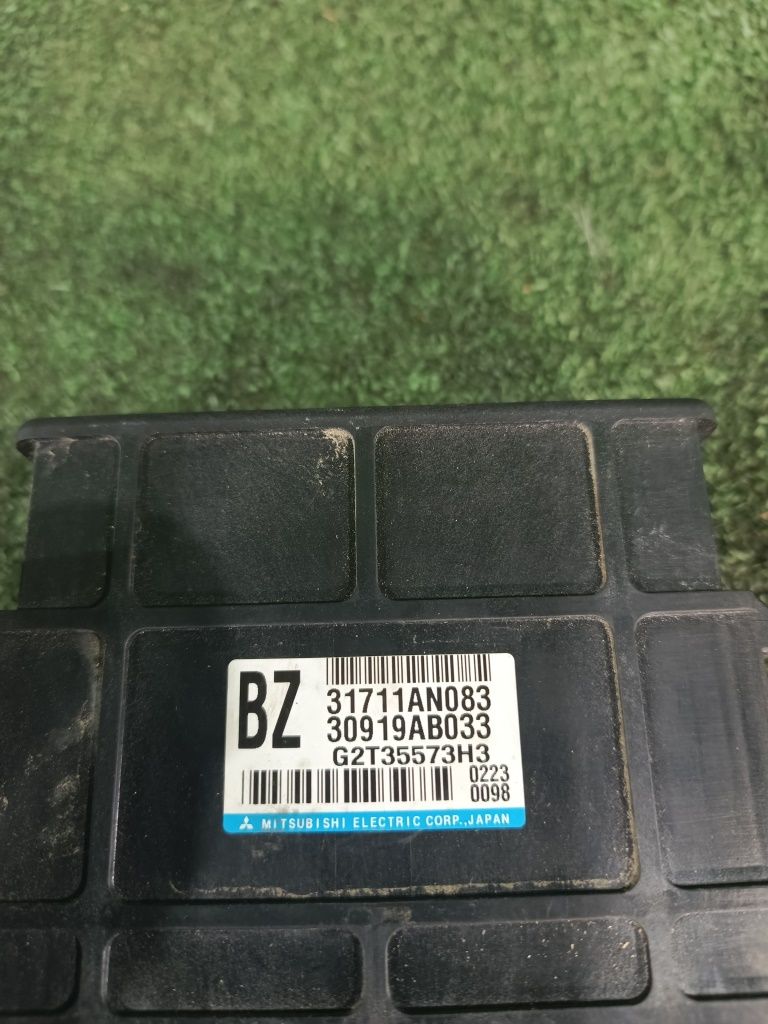 BZ
31711AN083
30919AB033
G2T35573H3
0223
0098
MITSUBISHI ELECTRIC CORP.,JAPAN